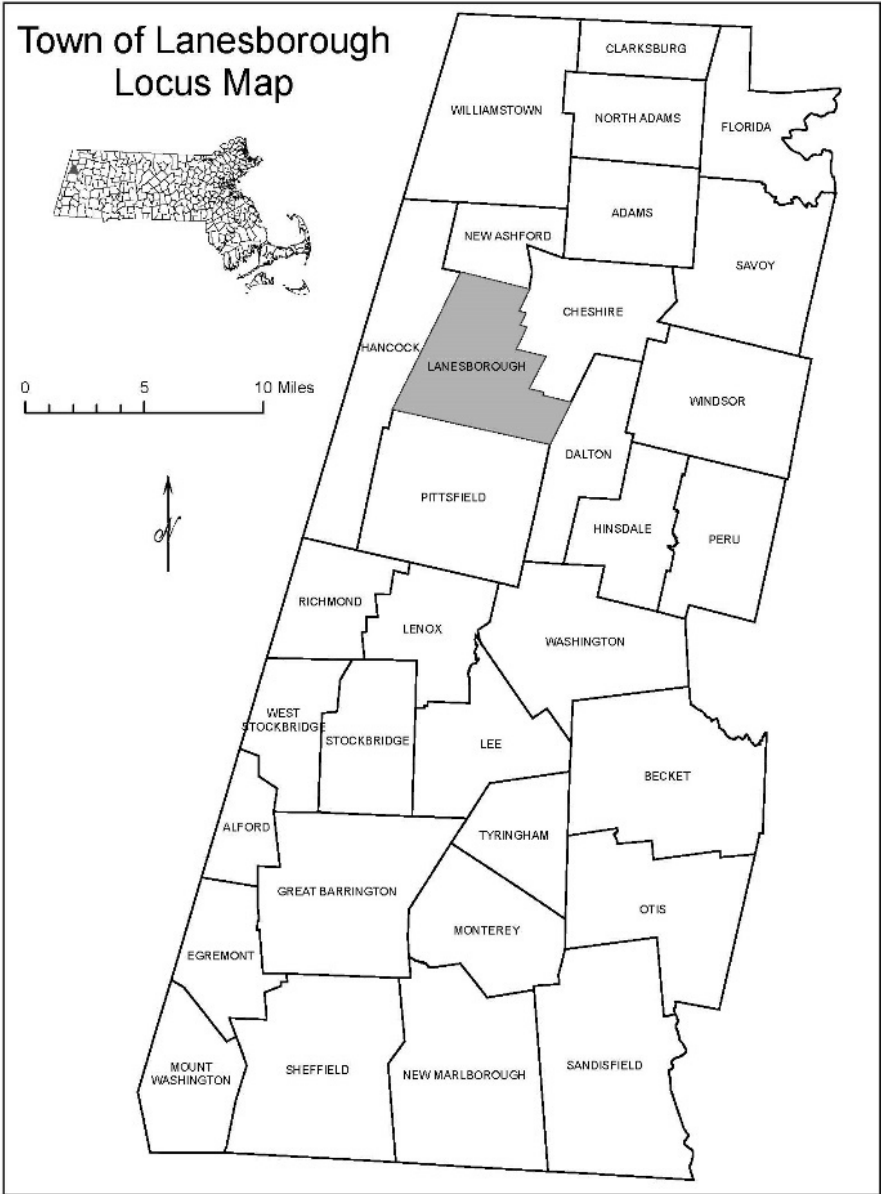 Town of Lanesborough
Locus Map
CLARKSBURG
WILLIAMSTOWN
NORTH ADAMS
FLORIDA
ADAMS
NEW ASHFORD
SAVOY
CHESHIRE
HANCOCK
LANESBOROUGH
0 5 10 Miles
WINDSOR
DALTON
PITTSFIELD
HINSDALE
PERU
N
RICHMOND
LENOX
WASHINGTON
WEST
STOCKBRIDGE
STOCKBRIDGE
LEE
BECKET
ALFORD
TYRINGHAM
GREAT BARRINGTON
OTIS
MONTEREY
EGREMONT
MOUNT
WASHINGTON
SHEFFIELD
NEW MARLBOROUGH
SANDISFIELD